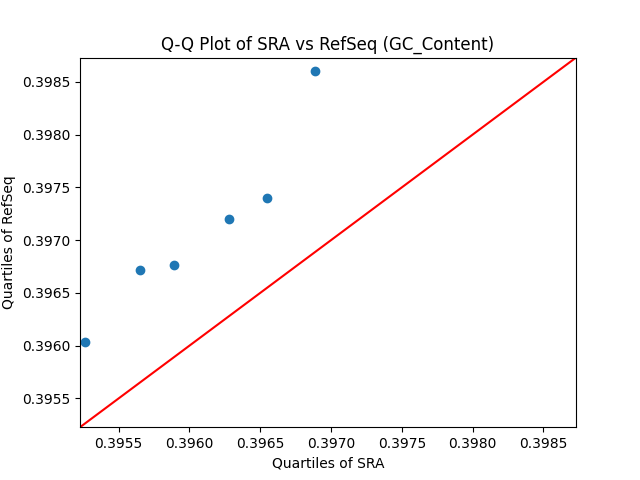 Q-Q Plot of SRA vs RefSeq (GC_Content)
Quartiles of RefSeq
0.3985
0.3980
0.3975
0.3970
0.3965
0.3960
0.3955
0.3955 0.3960 0.3965 0.3970 0.3975 0.3980 0.3985
Quartiles of SRA